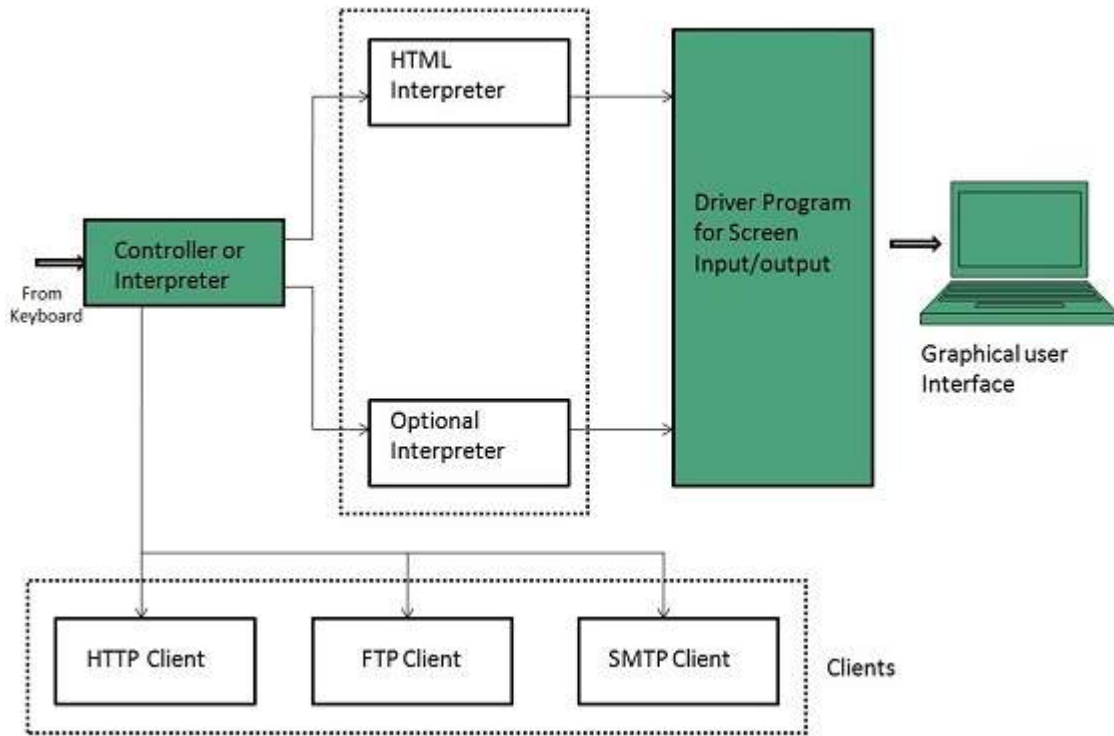 HTML
Interpreter
Driver Program
for Screen
Input/output
Controller or
Interpreter
From
Keyboard
Graphical user
Interface
Optional
Interpreter
HTTP Client
FTP Client
SMTP Client
Clients